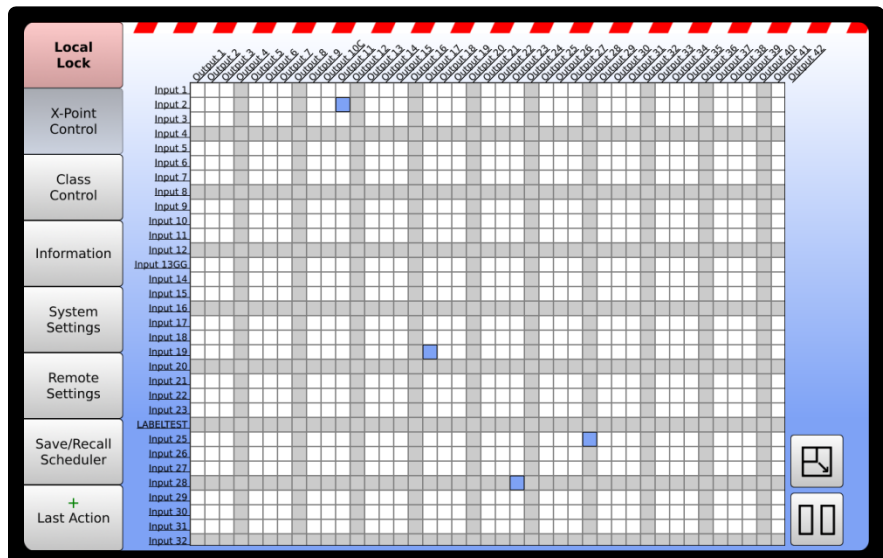 Local
Lock
X-Point
Control
Class
Control
Information
System
Settings
Remote
Settings
Save/Recall
Scheduler
+
Last Action
Output 1
Output 2
Output 3
Output 4
Output 5
Output 6
Output 7
Output 8
Output 9
Output 10C
Output 11
Output 12
Output 13
Output 14
Output 15
Output 16
Output 17
Output 18
Output 19
Output 20
Output 21
Output 22
Output 23
Output 24
Output 25
Output 26
Output 27
Output 28
Output 29
Output 30
Output 31
Output 32
Output 33
Output 34
Output 35
Output 36
Output 37
Output 38
Output 39
Output 40
Output 41
Output 42
Input 1
Input 2
Input 3
Input 4
Input 5
Input 6
Input 7
Input 8
Input 9
Input 10
Input 11
Input 12
Input 13GG
Input 14
Input 15
Input 16
Input 17
Input 18
Input 19
Input 20
Input 21
Input 22
Input 23
LABELTEST
Input 25
Input 26
Input 27
Input 28
Input 29
Input 30
Input 31
Input 32